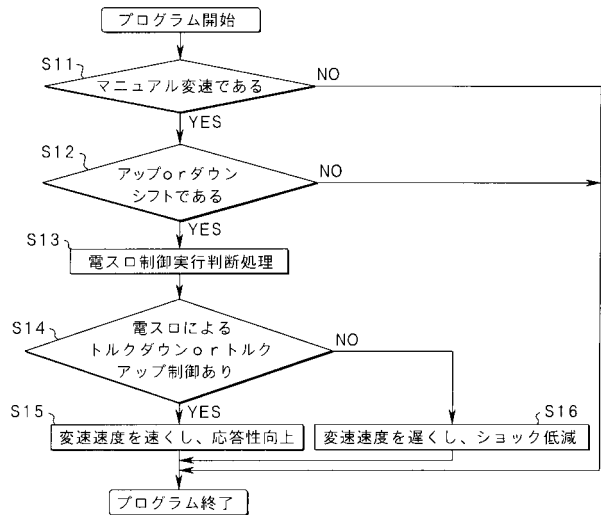 プログラム開始
S11
マニュアル変速である
NO
YES
S12
アップorダウン
シフトである
NO
YES
S13
電スロ制御実行判断処理
S14
電スロによる
トルクダウンorトルク
アップ制御あり
NO
YES
S15
変速速度を速くし、応答性向上
S16
変速速度を遅くし、ショック低減
プログラム終了